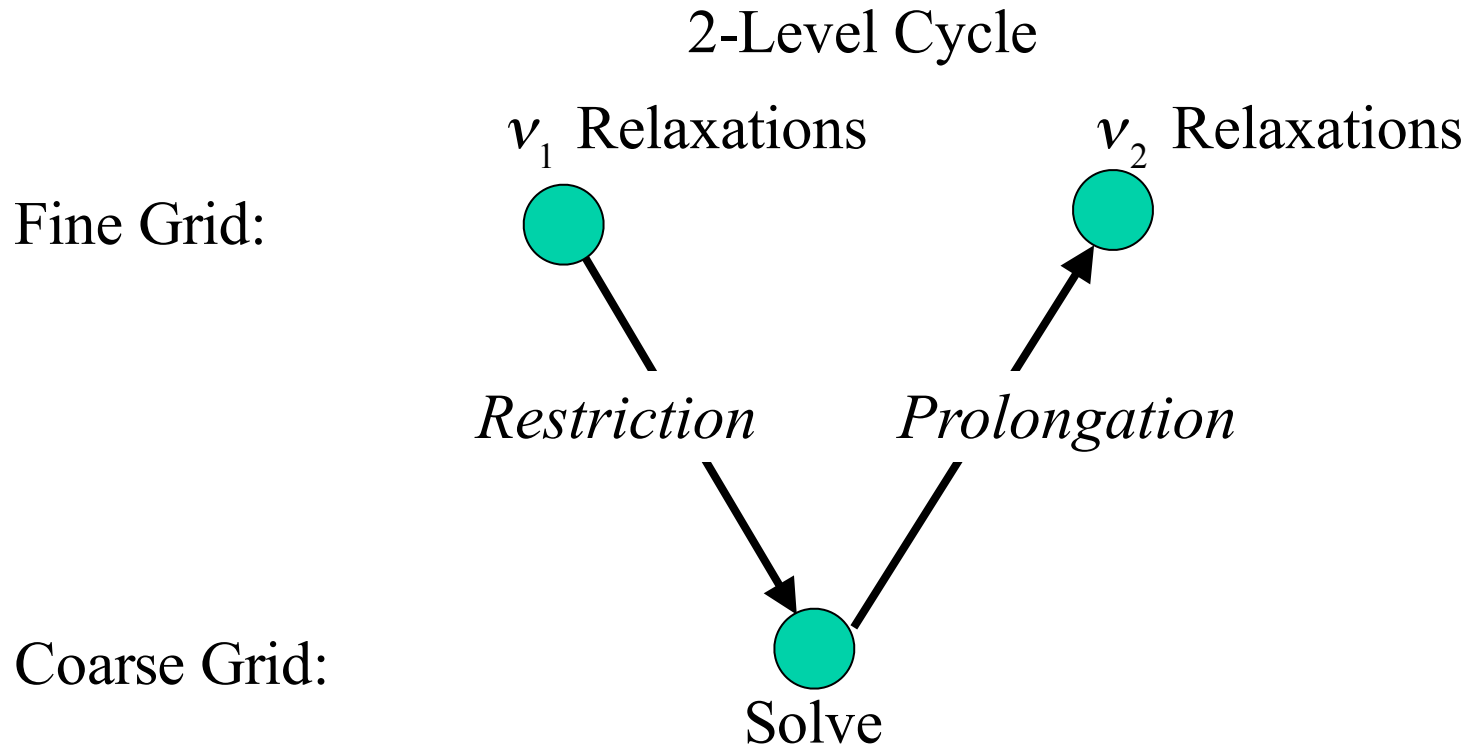 2-Level Cycle
ν₁ Relaxations
ν₂ Relaxations
Fine Grid:
Restriction
Prolongation
Coarse Grid:
Solve